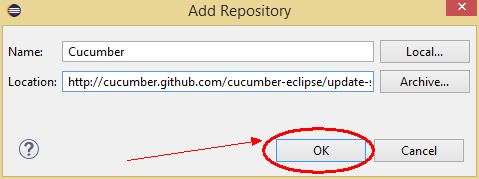 Add Repository
Name: Cucumber Local...
Location: http://cucumber.github.com/cucumber-eclipse/update-s Archive...
? OK Cancel